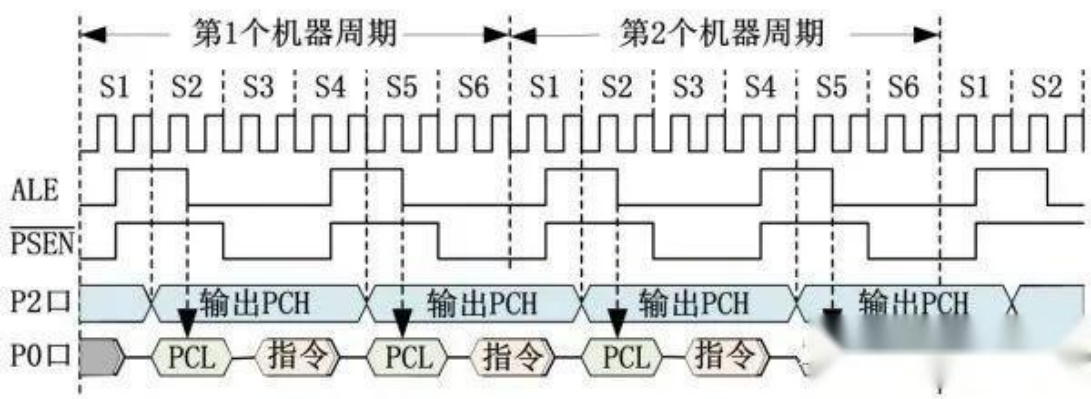 第1个机器周期 第2个机器周期
S1 S2 S3 S4 S5 S6 S1 S2 S3 S4 S5 S6 S1 S2
ALE
PSEN
P2口 输出PCH 输出PCH 输出PCH 输出PCH
P0口 PCL 指令 PCL 指令 PCL 指令